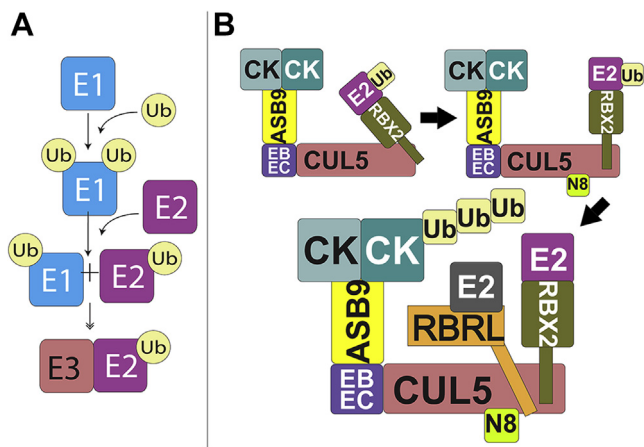 A
E1
Ub
Ub Ub
E1
E2
Ub Ub
E1 + E2
Ub
E3 E2
B
CK CK
Ub
E2
RBX2
ASB9
EB
EC
CUL5
CK CK
E2 Ub
RBX2
ASB9
EB
EC
CUL5
N8
Ub Ub Ub
CK CK
E2
E2
RBX2
RBRL
ASB9
EB
EC
CUL5
N8